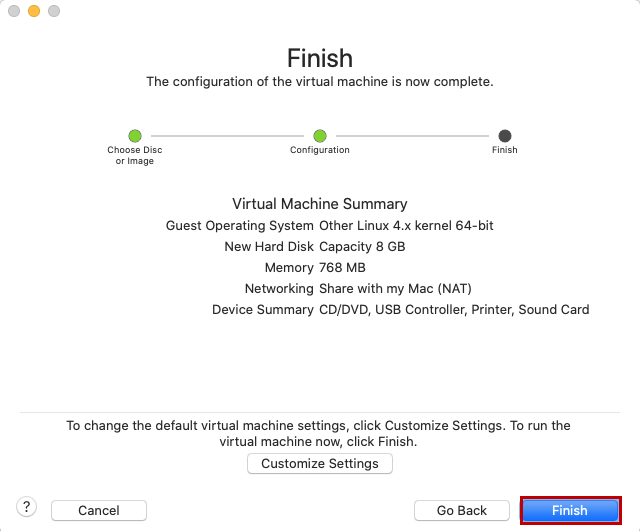 Finish
The configuration of the virtual machine is now complete.
Choose Disc
or Image
Configuration
Finish
Virtual Machine Summary
Guest Operating System Other Linux 4.x kernel 64-bit
New Hard Disk Capacity 8 GB
Memory 768 MB
Networking Share with my Mac (NAT)
Device Summary CD/DVD, USB Controller, Printer, Sound Card
To change the default virtual machine settings, click Customize Settings. To run the
virtual machine now, click Finish.
Customize Settings
? Cancel Go Back Finish